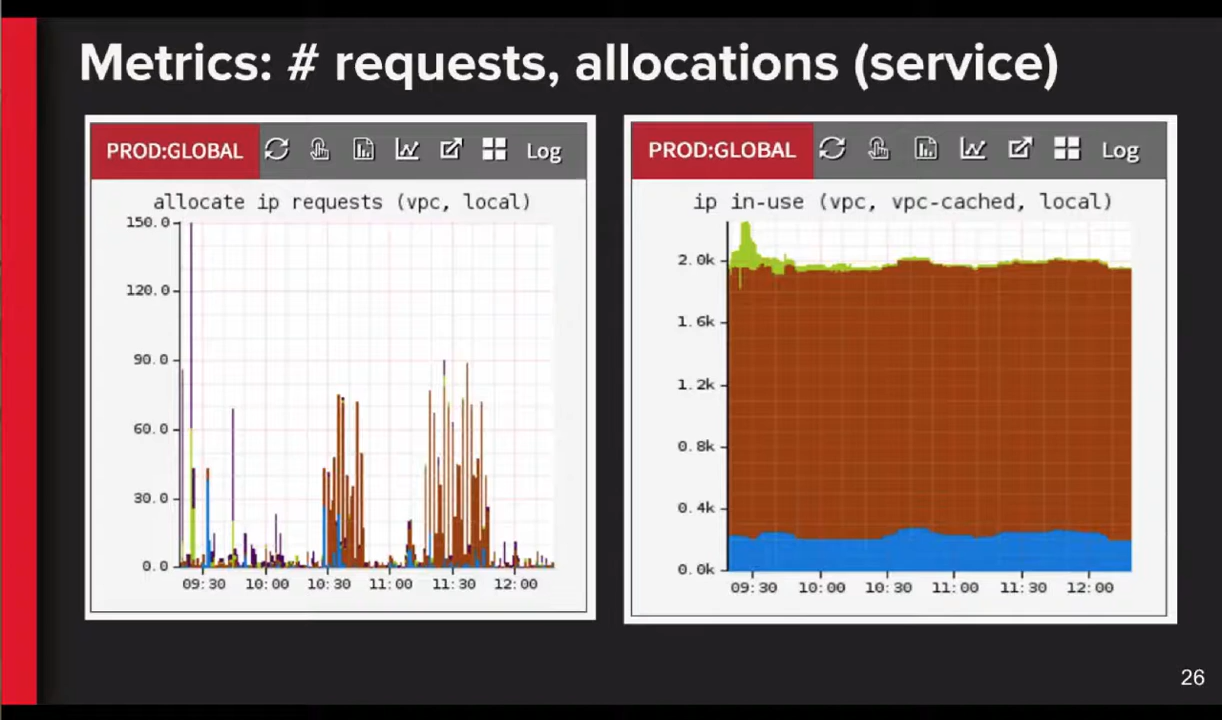 Metrics: # requests, allocations (service)
PROD:GLOBAL Log
allocate ip requests (vpc, local)
150.0
120.0
90.0
60.0
30.0
0.0
09:30 10:00 10:30 11:00 11:30 12:00
PROD:GLOBAL Log
ip in-use (vpc, vpc-cached, local)
2.0k
1.6k
1.2k
0.8k
0.4k
0.0k
09:30 10:00 10:30 11:00 11:30 12:00
26